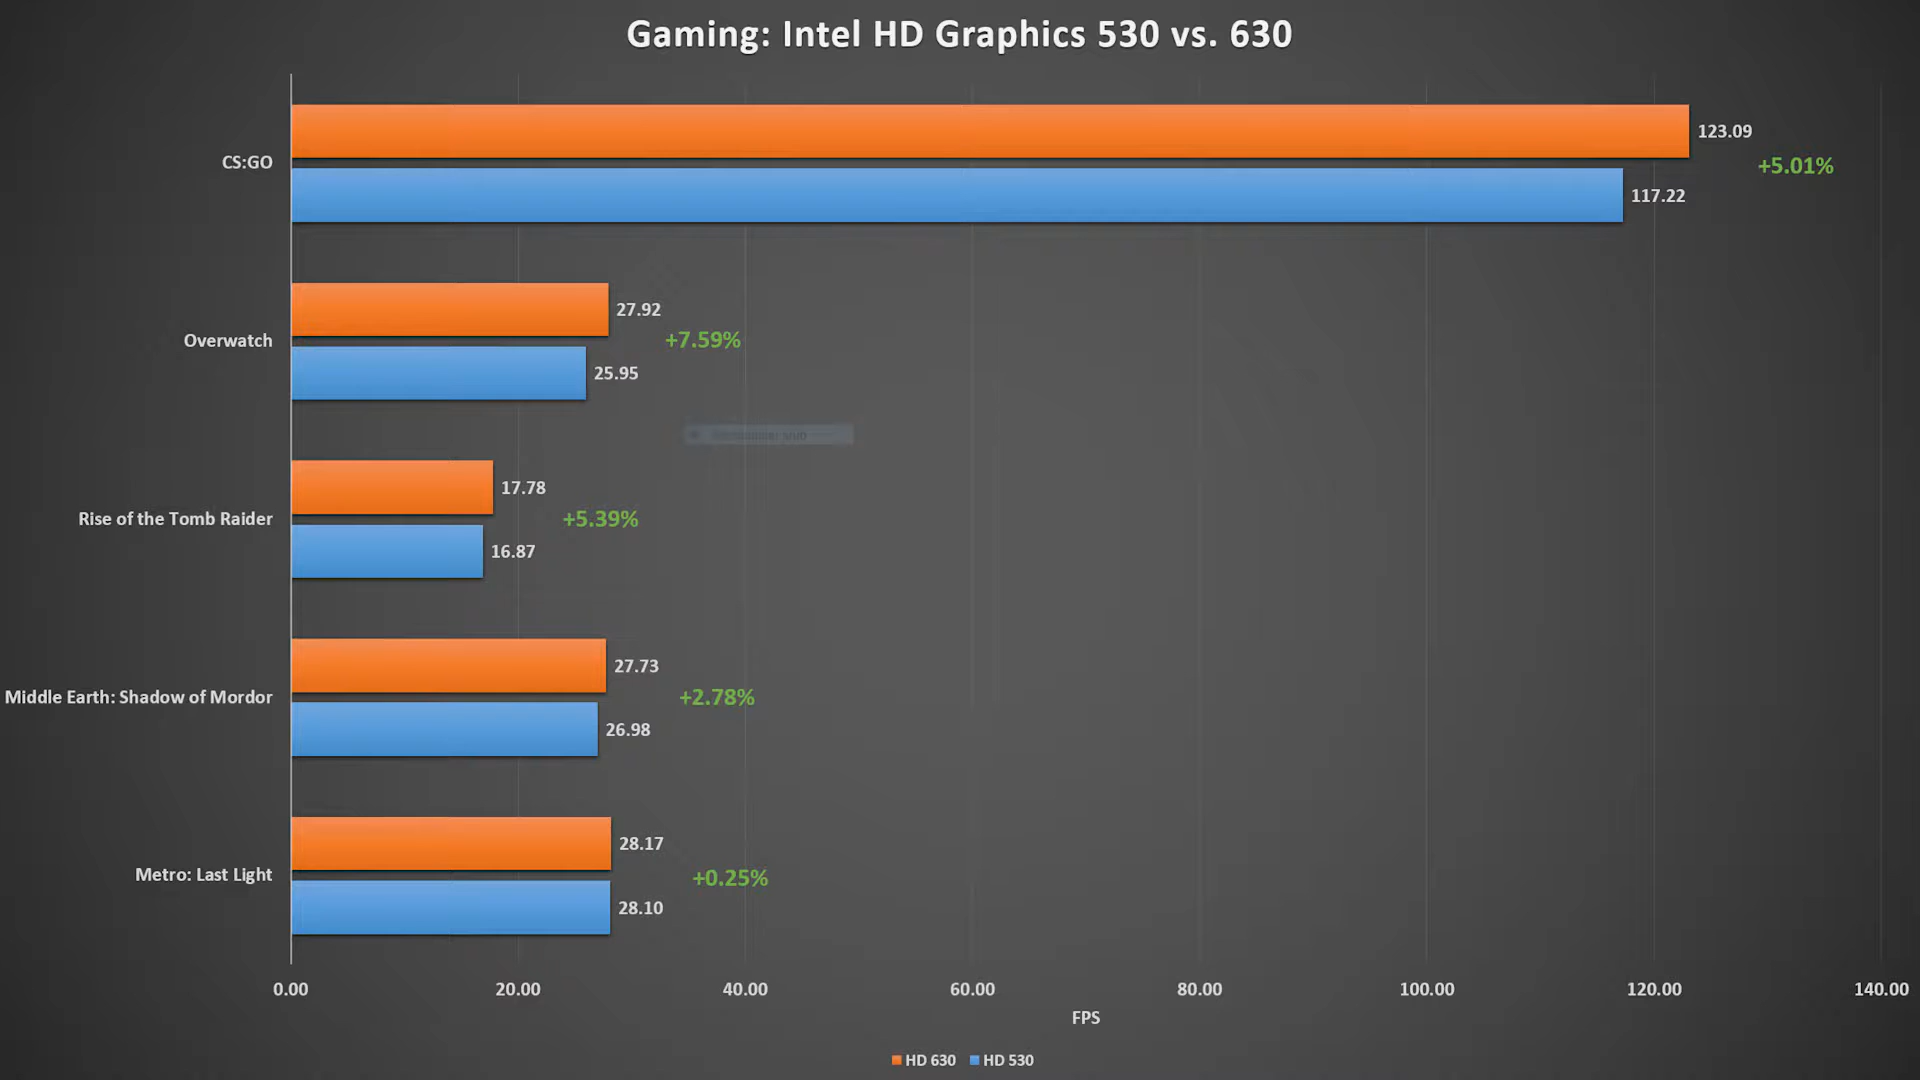 Gaming: Intel HD Graphics 530 vs. 630
CS:GO
123.09
+5.01%
117.22
Overwatch
27.92
+7.59%
25.95
Rise of the Tomb Raider
17.78
+5.39%
16.87
Middle Earth: Shadow of Mordor
27.73
+2.78%
26.98
Metro: Last Light
28.17
+0.25%
28.10
0.00 20.00 40.00 60.00 80.00 100.00 120.00 140.00
FPS
HD 630 HD 530